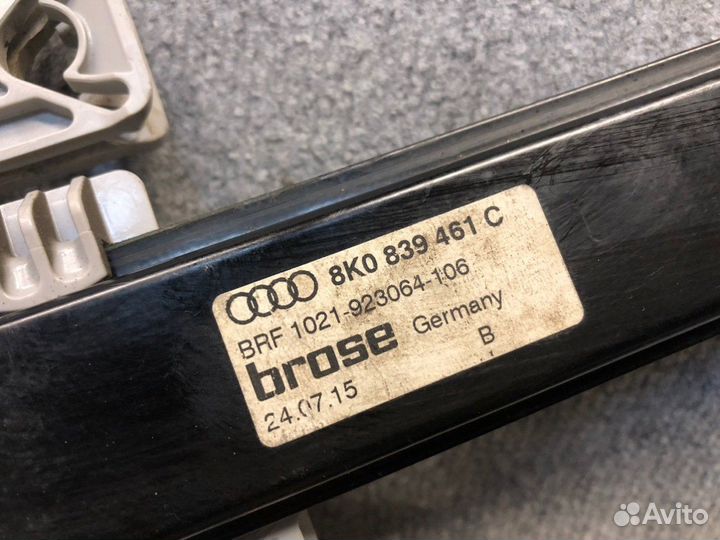 8K0 839 461 C
BRF 1021-923064-106
brose Germany
24.07.15 B
Avito